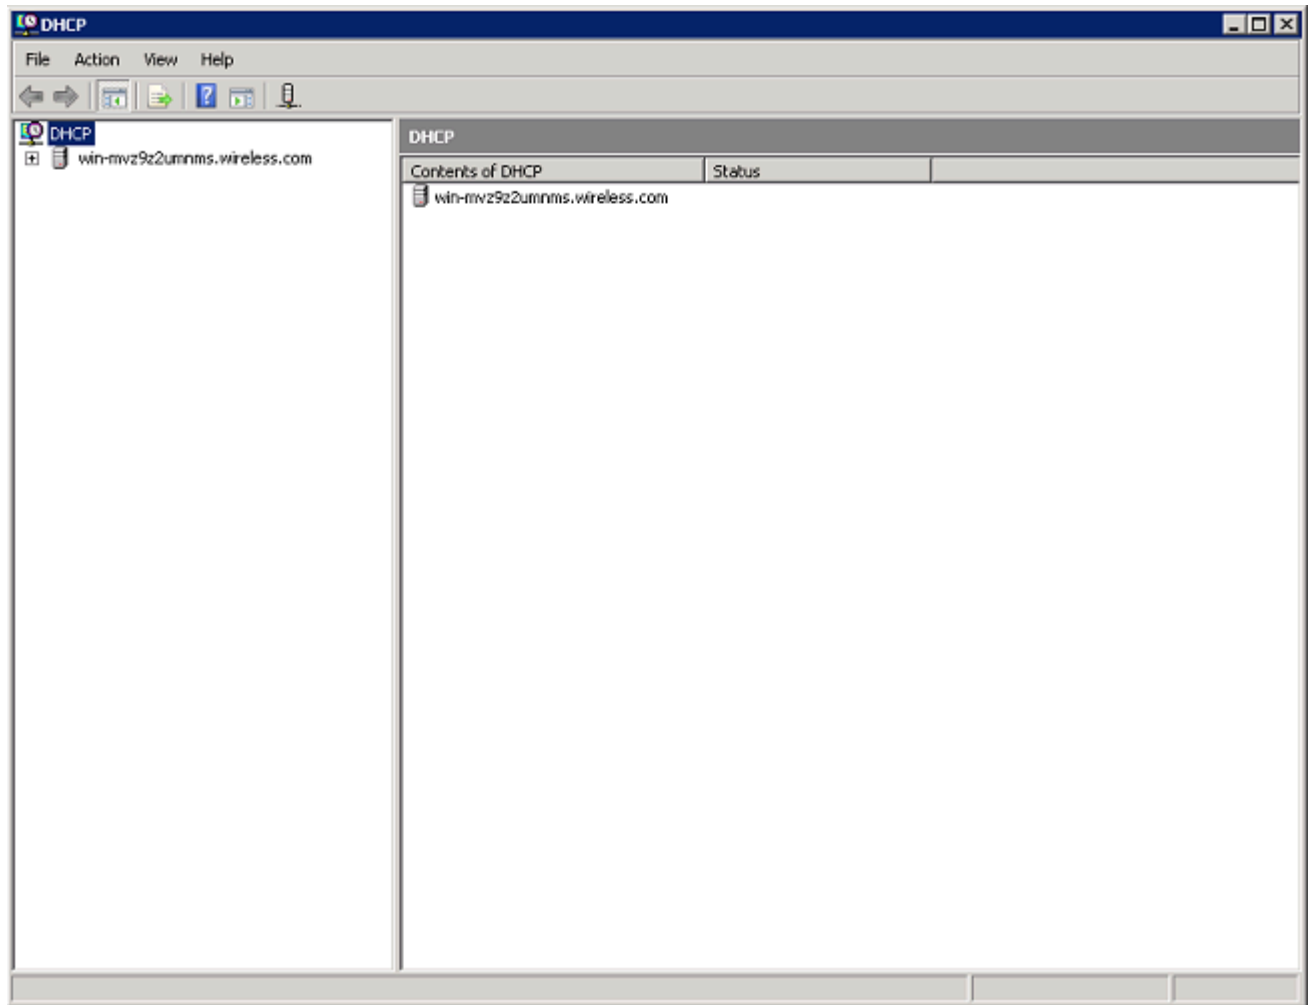 DHCP
File Action View Help
DHCP
win-mvz9z2umnms.wireless.com
DHCP
Contents of DHCP Status
win-mvz9z2umnms.wireless.com